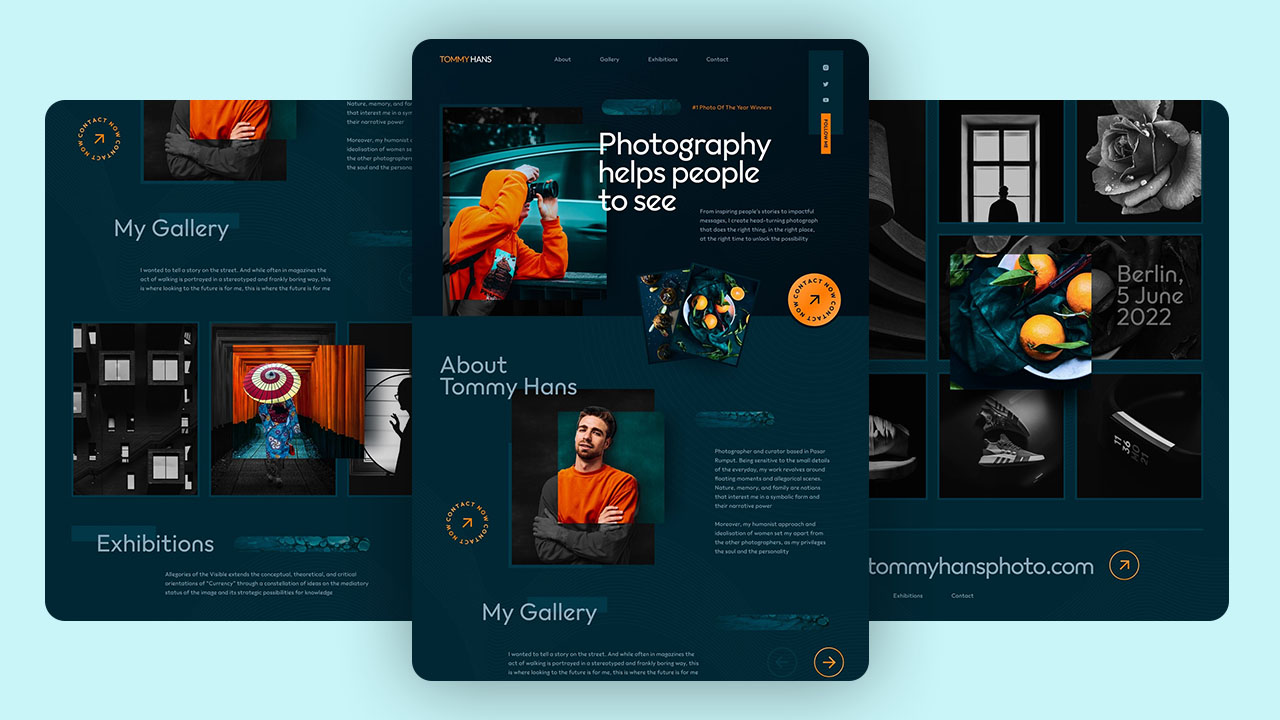 CONTACT NOW CONTACT NOW
Nature, memory, and
that interest me in a
their narrative power
Moreover, my humanist
idealisation of women
the other photographers
the soul and the
My Gallery
I wanted to tell a story on the street. And while often in magazines the
act of walking is portrayed in a stereotyped and frankly boring way, this
is where looking to the future is for me, this is where the future is for me
Exhibitions
Allegories of the Visible extends the conceptual, theoretical, and critical
orientations of "Currency" through a constellation of ideas on the mediatory
status of the image and its strategic possibilities for knowledge
TOMMY HANS
About
Gallery
Exhibitions
Contact
FOLLOW ME
#1 Photo Of The Year Winners
Photography
helps people
to see
From inspiring people's stories to impactful
messages, I create head-turning photograph
that does the right thing, in the right place,
at the right time to unlock the possibility
CONTACT NOW CONTACT NOW
About
Tommy Hans
Photographer and curator based in Pasar
Rumput. Being sensitive to the small details
of the everyday, my work revolves around
floating moments and allegorical scenes.
Nature, memory, and family are notions
that interest me in a symbolic form and
their narrative power
Moreover, my humanist approach and
idealisation of women set my apart from
the other photographers, as my privileges
the soul and the personality
CONTACT NOW CONTACT NOW
My Gallery
I wanted to tell a story on the street. And while often in magazines the
act of walking is portrayed in a stereotyped and frankly boring way, this
is where looking to the future is for me, this is where the future is for me
Berlin,
5 June
2022
11
36
21
tommyhansphoto.com
Exhibitions
Contact